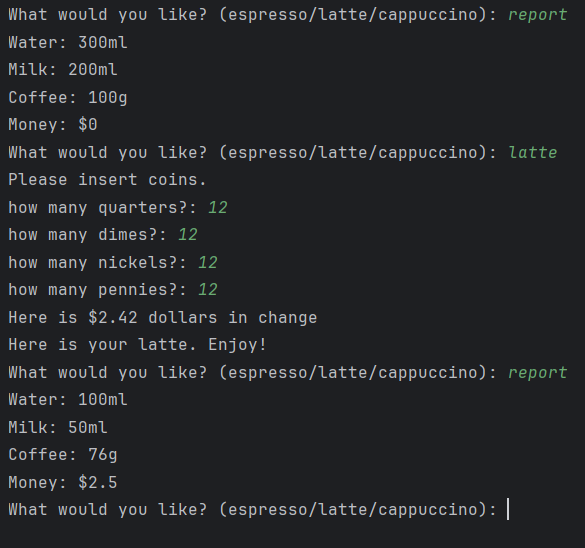 What would you like? (espresso/latte/cappuccino): report
Water: 300ml
Milk: 200ml
Coffee: 100g
Money: $0
What would you like? (espresso/latte/cappuccino): latte
Please insert coins.
how many quarters?: 12
how many dimes?: 12
how many nickels?: 12
how many pennies?: 12
Here is $2.42 dollars in change
Here is your latte. Enjoy!
What would you like? (espresso/latte/cappuccino): report
Water: 100ml
Milk: 50ml
Coffee: 76g
Money: $2.5
What would you like? (espresso/latte/cappuccino):